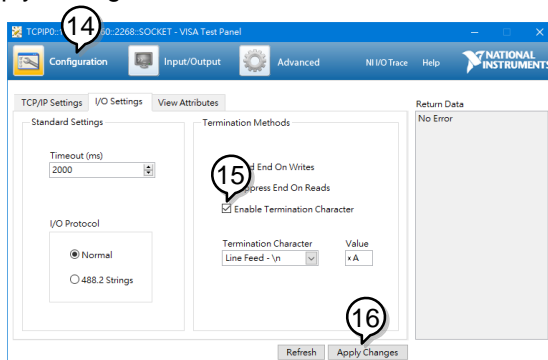 TCPIP0:: 2268::SOCKET - VISA Test Panel
14
Configuration Input/Output Advanced NI I/O Trace Help NATIONAL INSTRUMENTS
TCP/IP Settings I/O Settings View Attributes Return Data
Standard Settings Termination Methods No Error
Timeout (ms)
2000
End On Writes
15
On Reads
Enable Termination Character
I/O Protocol
Termination Character Value
Normal Line Feed - \n xA
488.2 Strings
16
Refresh Apply Changes